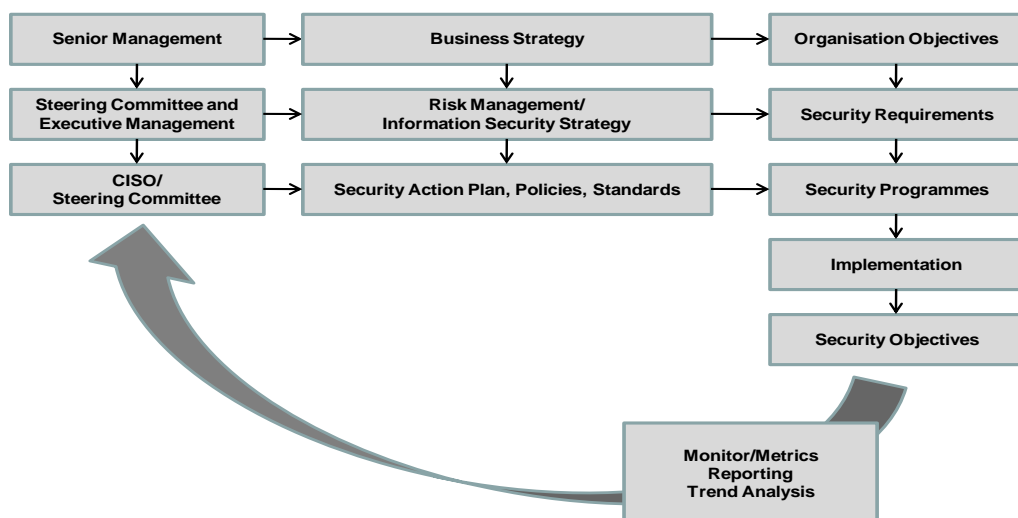 Senior Management
Business Strategy
Organisation Objectives
Steering Committee and
Executive Management
Risk Management/
Information Security Strategy
Security Requirements
CISO/
Steering Committee
Security Action Plan, Policies, Standards
Security Programmes
Implementation
Security Objectives
Monitor/Metrics
Reporting
Trend Analysis